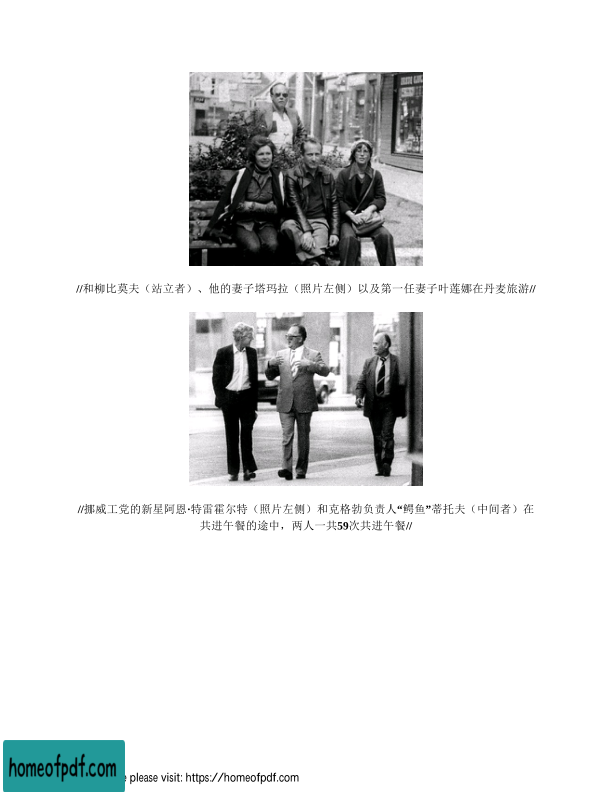 //和柳比莫夫（站立者）、他的妻子塔玛拉（照片左侧）以及第一任妻子叶莲娜在丹麦旅游//
//挪威工党的新星阿恩·特雷霍尔特（照片左侧）和克格勃负责人“鳄鱼”蒂托夫（中间者）在
共进午餐的途中，两人一共59次共进午餐//
homeofpdf.com
e please visit: https://homeofpdf.com